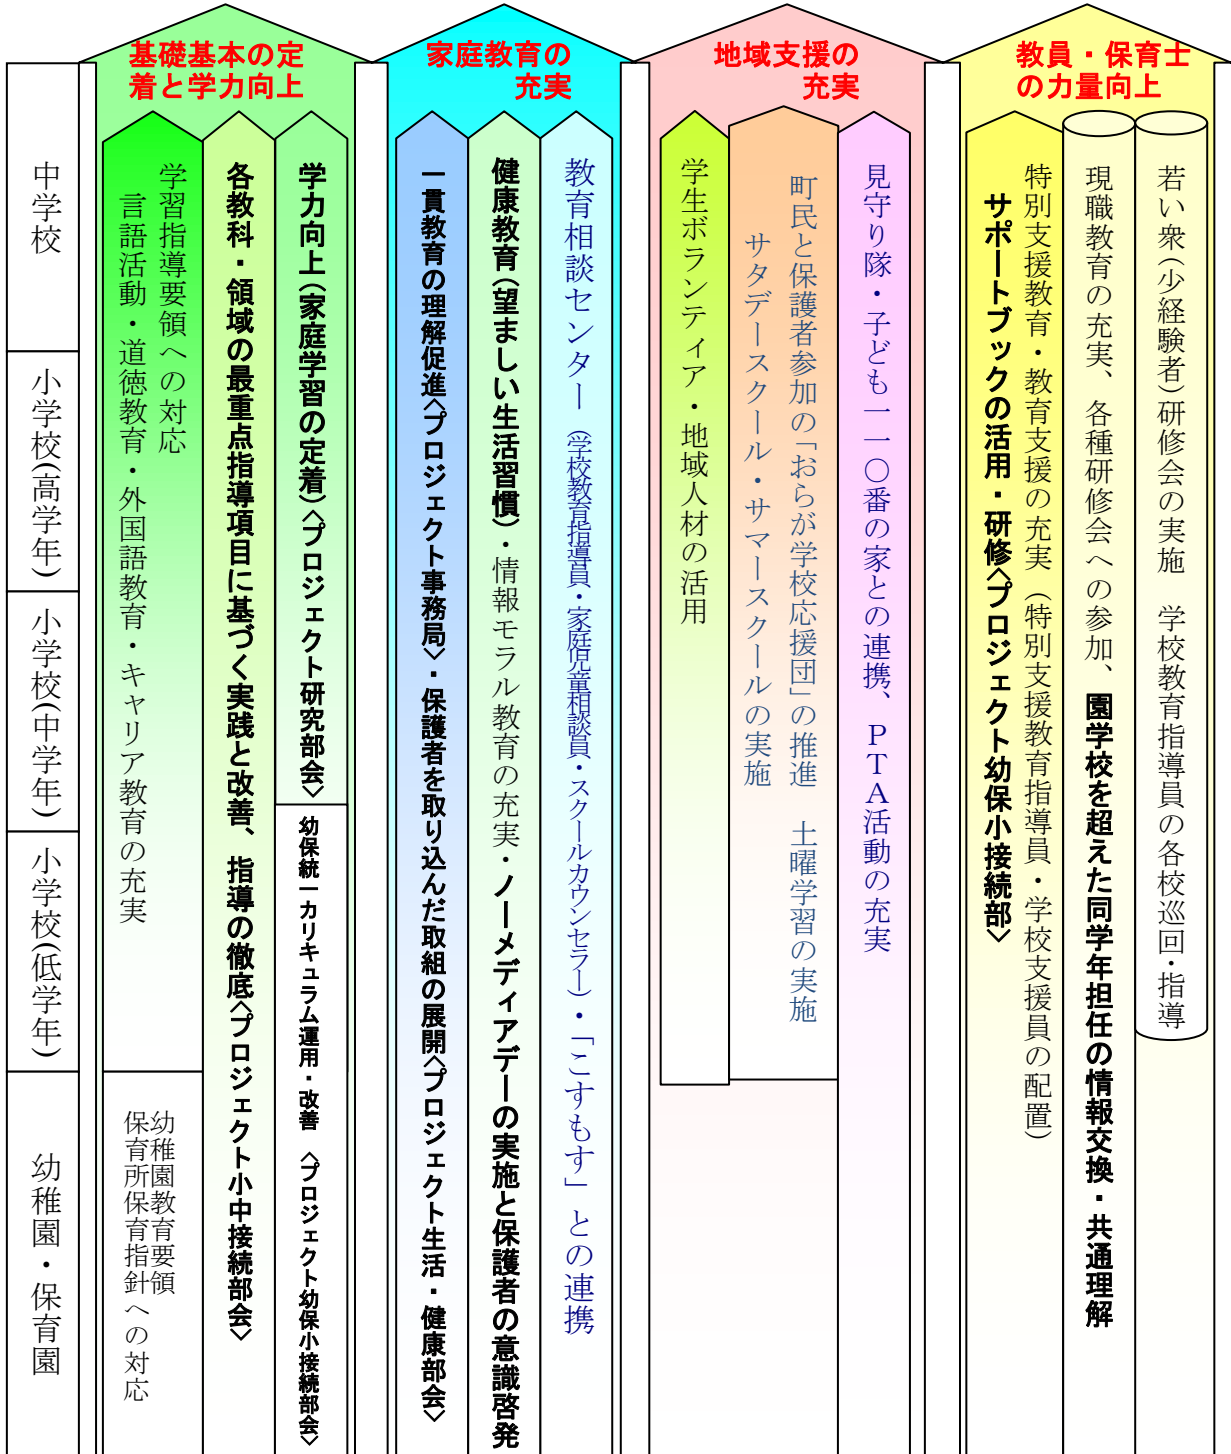 基礎基本の定
着と学力向上
家庭教育の
充実
地域支援の
充実
教員・保育士
の力量向上
中学校
小学校(高学年)
小学校(中学年)
小学校(低学年)
幼稚園・保育園
学習指導要領への対応
言語活動・道徳教育・外国語教育・キャリア教育の充実
幼稚園教育要領
保育所保育指針への対応
各教科・領域の最重点指導項目に基づく実践と改善、指導の徹底〈プロジェクト小中接続部会〉
学力向上(家庭学習の定着)〈プロジェクト研究部会〉
幼保統一カリキュラム運用・改善　〈プロジェクト幼保小接続部会〉
一貫教育の理解促進〈プロジェクト事務局〉・保護者を取り込んだ取組の展開〈プロジェクト生活・健康部会〉
健康教育(望ましい生活習慣)・情報モラル教育の充実・ノーメディアデーの実施と保護者の意識啓発
教育相談センター（学校教育指導員・家庭児童相談員・スクールカウンセラー）・「こすもす」との連携
学生ボランティア・地域人材の活用
町民と保護者参加の「おらが学校応援団」の推進　土曜学習の実施
サタデースクール・サマースクールの実施
見守り隊・子ども一一〇番の家との連携、ＰＴＡ活動の充実
特別支援教育・教育支援の充実（特別支援教育指導員・学校支援員の配置）
サポートブックの活用・研修〈プロジェクト幼保小接続部〉
現職教育の充実、各種研修会への参加、園学校を超えた同学年担任の情報交換・共通理解
若い衆(少経験者)研修会の実施　学校教育指導員の各校巡回・指導